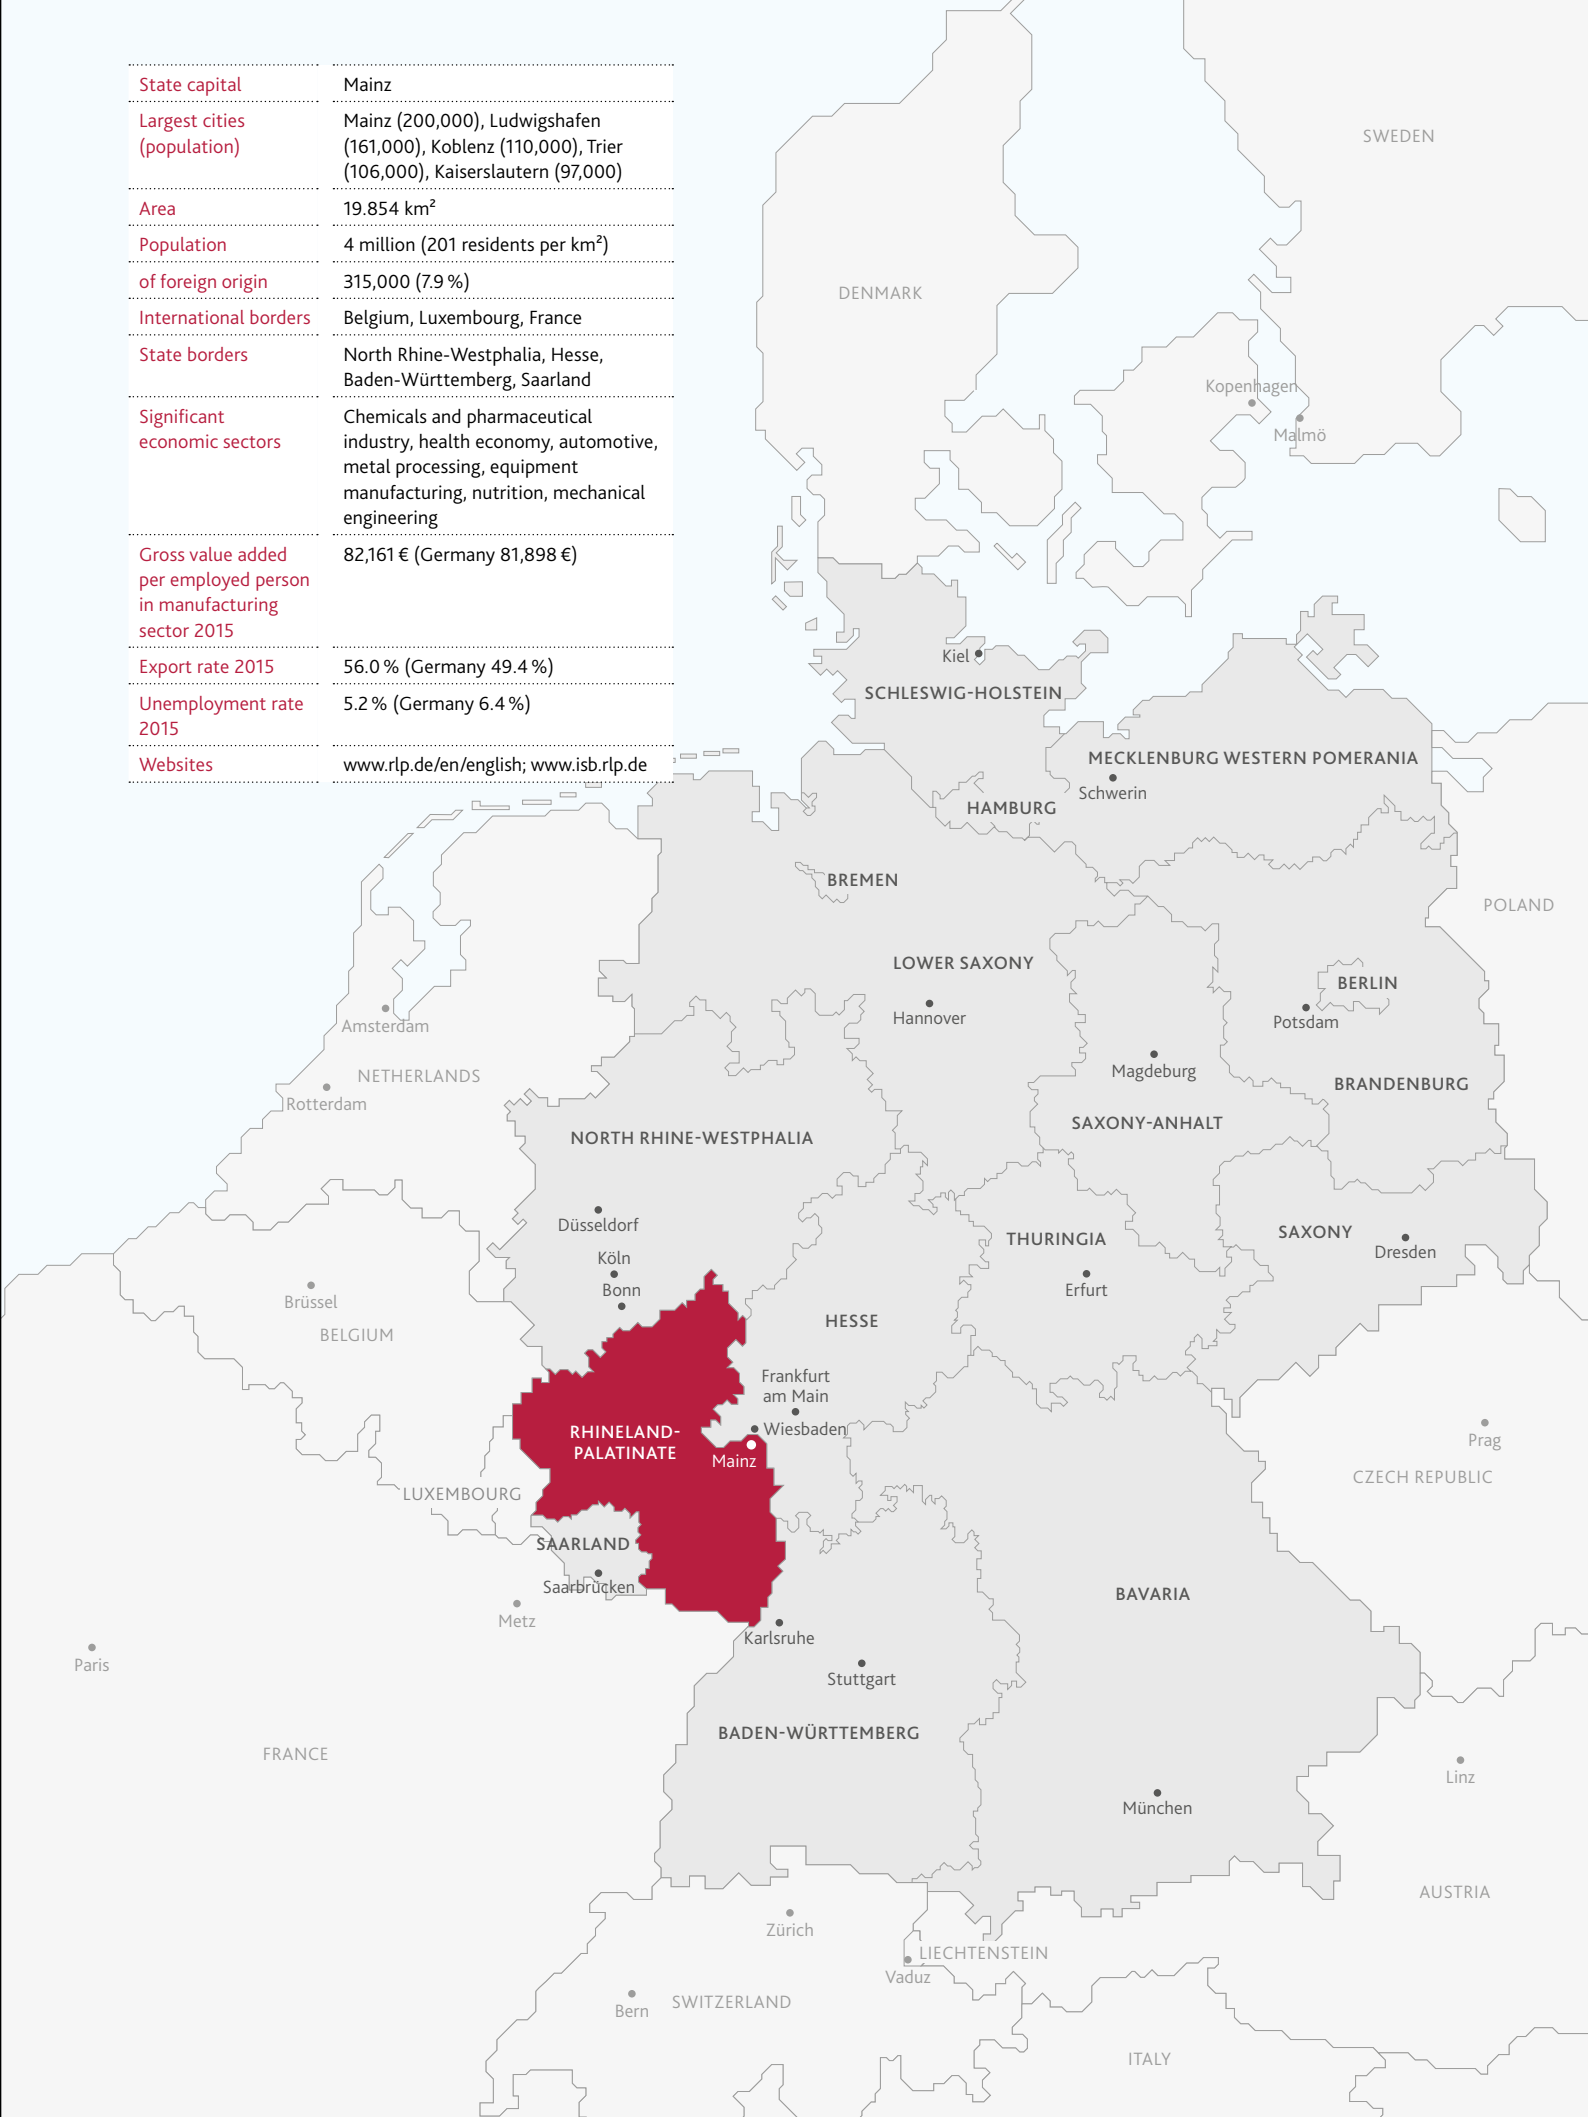 State capital
Mainz
Largest cities
(population)
Mainz (200,000), Ludwigshafen
(161,000), Koblenz (110,000), Trier
(106,000), Kaiserslautern (97,000)
Area
19.854 km²
Population
4 million (201 residents per km²)
of foreign origin
315,000 (7.9 %)
International borders
Belgium, Luxembourg, France
State borders
North Rhine-Westphalia, Hesse,
Baden-Württemberg, Saarland
Significant
economic sectors
Chemicals and pharmaceutical
industry, health economy, automotive,
metal processing, equipment
manufacturing, nutrition, mechanical
engineering
Gross value added
per employed person
in manufacturing
sector 2015
82,161 € (Germany 81,898 €)
Export rate 2015
56.0 % (Germany 49.4 %)
Unemployment rate
2015
5.2 % (Germany 6.4 %)
Websites
www.rlp.de/en/english; www.isb.rlp.de
SWEDEN
DENMARK
Kopenhagen
Malmö
Kiel
SCHLESWIG-HOLSTEIN
MECKLENBURG WESTERN POMERANIA
Schwerin
HAMBURG
BREMEN
POLAND
LOWER SAXONY
BERLIN
Hannover
Potsdam
Amsterdam
Magdeburg
NETHERLANDS
BRANDENBURG
Rotterdam
SAXONY-ANHALT
NORTH RHINE-WESTPHALIA
Düsseldorf
THURINGIA
SAXONY
Dresden
Köln
Bonn
Erfurt
Brüssel
BELGIUM
HESSE
Frankfurt
am Main
Wiesbaden
RHINELAND-
PALATINATE
Mainz
Prag
CZECH REPUBLIC
LUXEMBOURG
SAARLAND
Saarbrücken
BAVARIA
Metz
Karlsruhe
Paris
Stuttgart
BADEN-WÜRTTEMBERG
FRANCE
Linz
München
AUSTRIA
Zürich
LIECHTENSTEIN
Vaduz
SWITZERLAND
Bern
ITALY